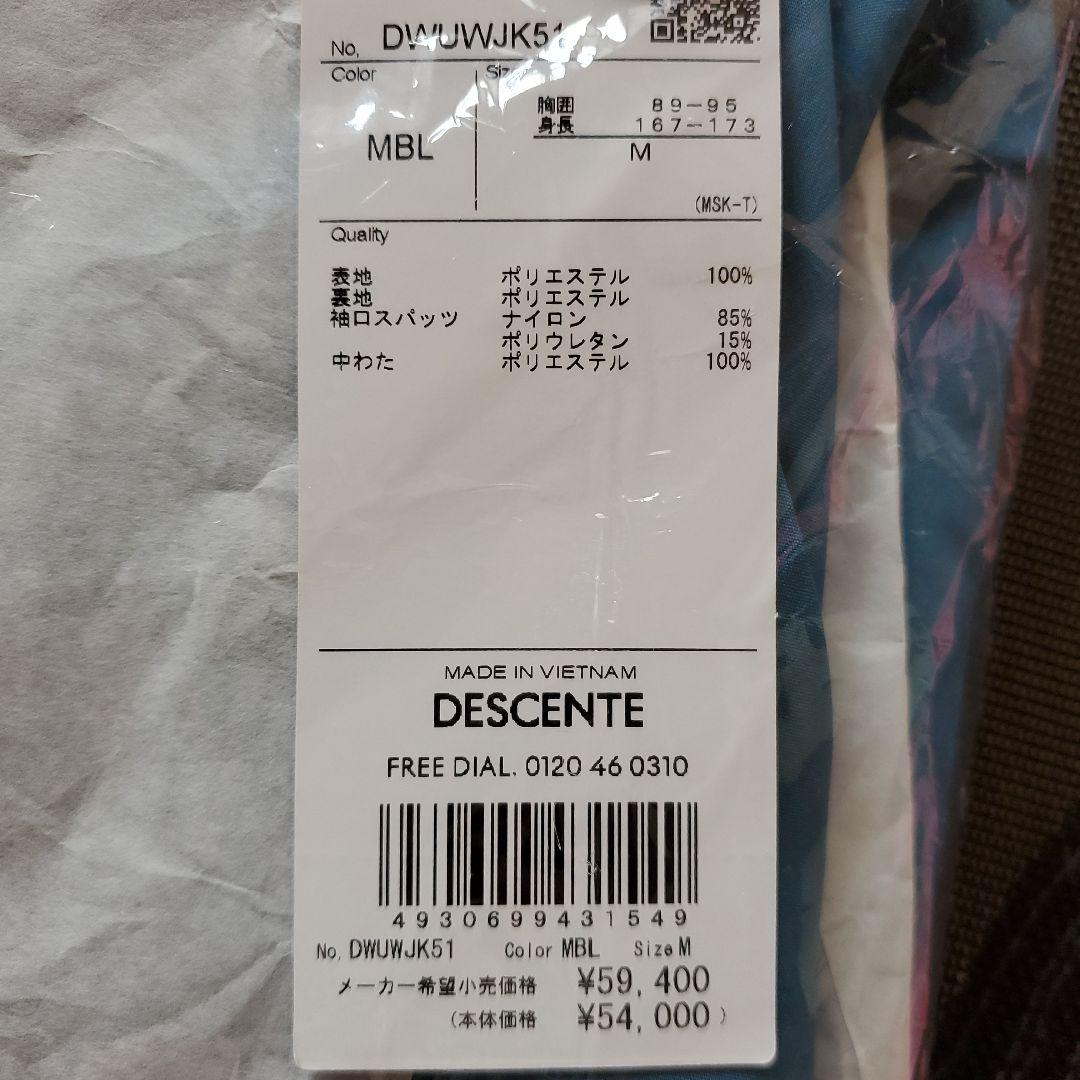 No. DWUWJK51
Color Size
胸囲 89-95
身長 167-173
MBL M
(MSK-T)
Quality
表地 ポリエステル 100%
裏地 ポリエステル
袖口スパッツ ナイロン 85%
ポリウレタン 15%
中わた ポリエステル 100%
MADE IN VIETNAM
DESCENTE
FREE DIAL. 0120 46 0310
4930699431549
No. DWUWJK51 Color MBL Size M
メーカー希望小売価格 ¥59,400
(本体価格 ¥54,000)